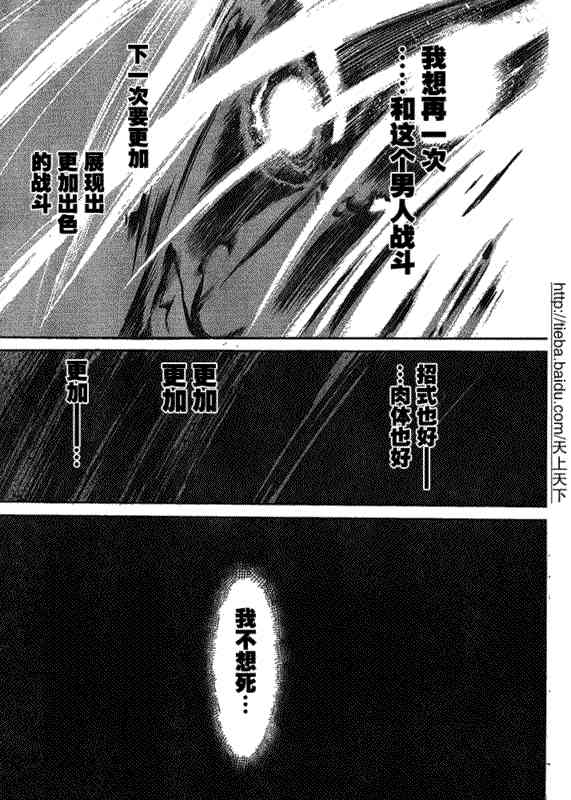 我想再一次
……和这个男人战斗
下一次要更加
展现出
更加出色
的战斗
招式也好——
…肉体也好
更加
更加
更加——…
我不想死…
http://tieba.baidu.com/天上天下